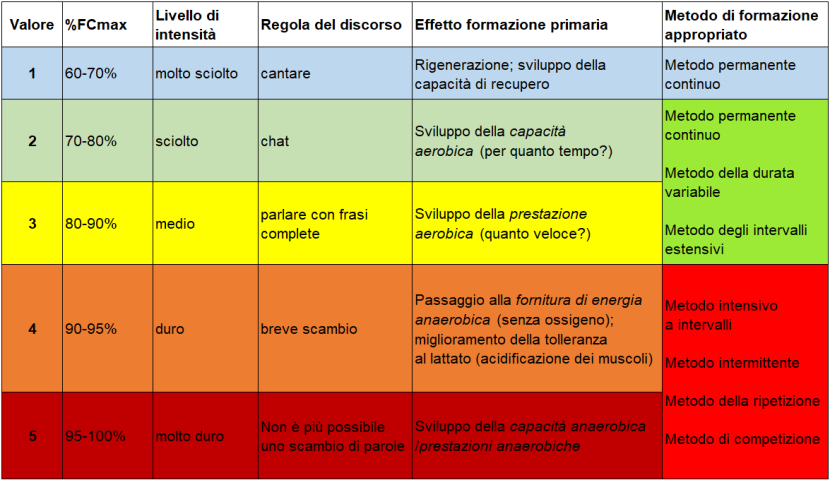 Valore
%FCmax
Livello di
intensità
Regola del discorso
Effetto formazione primaria
Metodo di formazione
appropriato
1
60-70%
molto sciolto
cantare
Rigenerazione; sviluppo della
capacità di recupero
Metodo permanente
continuo
2
70-80%
sciolto
chat
Sviluppo della capacità
aerobica (per quanto tempo?)
Metodo permanente
continuo
Metodo della durata
variabile
Metodo degli intervalli
estensivi
3
80-90%
medio
parlare con frasi
complete
Sviluppo della prestazione
aerobica (quanto veloce?)
4
90-95%
duro
breve scambio
Passaggio alla fornitura di energia
anaerobica (senza ossigeno);
miglioramento della tolleranza
al lattato (acidificazione dei muscoli)
Metodo intensivo
a intervalli
Metodo intermittente
Metodo della ripetizione
Metodo di competizione
5
95-100%
molto duro
Non è più possibile
uno scambio di parole
Sviluppo della capacità anaerobica
/prestazioni anaerobiche